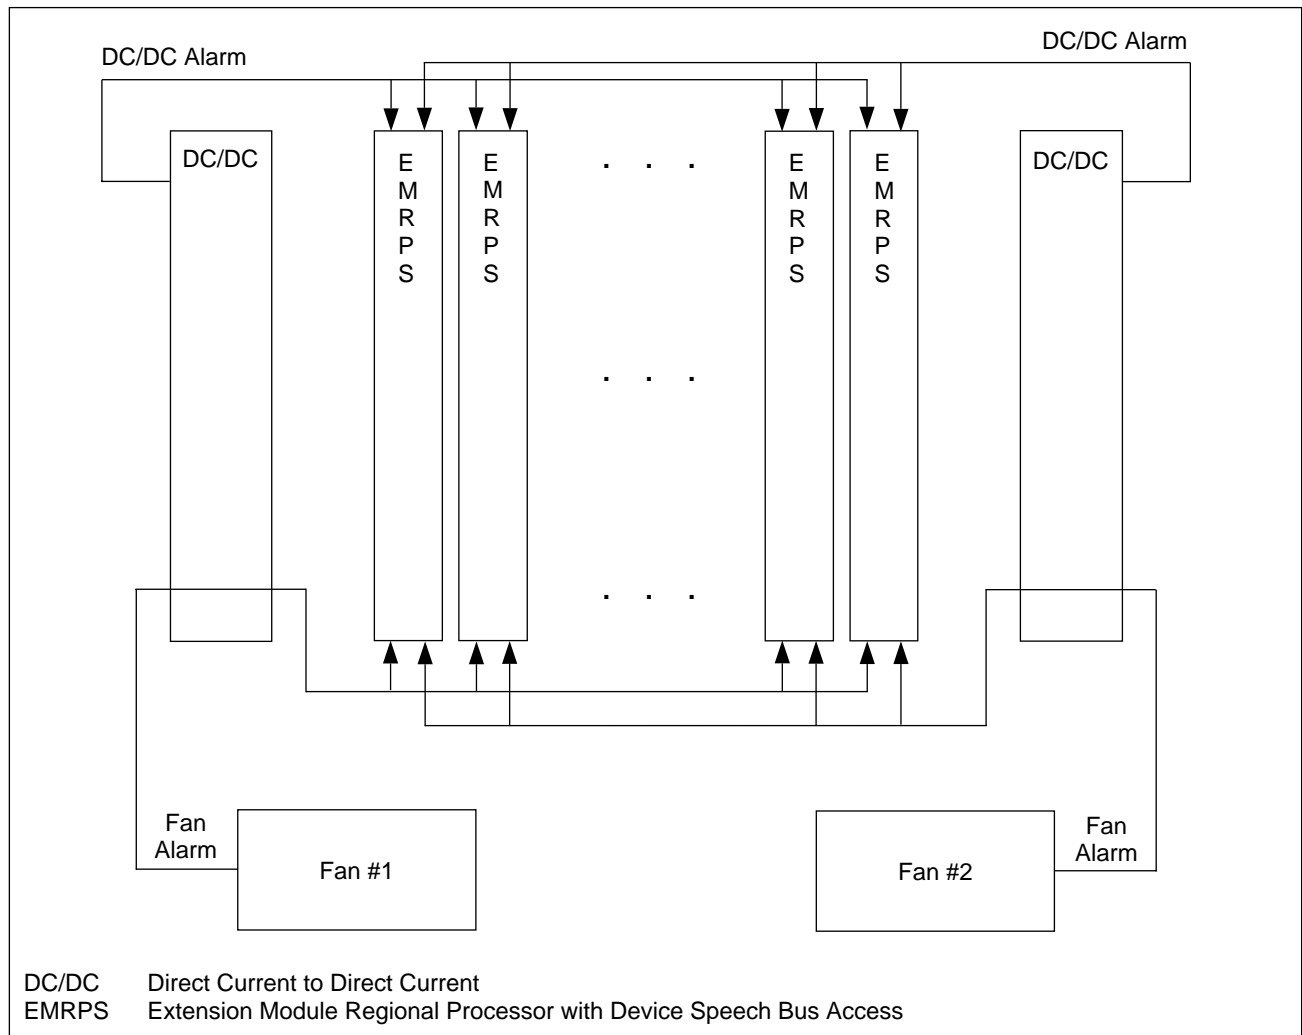 DC/DC Alarm
DC/DC Alarm
DC/DC
E
M
R
P
S
E
M
R
P
S
. . .
E
M
R
P
S
E
M
R
P
S
DC/DC
. . .
. . .
Fan
Alarm
Fan #1
Fan #2
Fan
Alarm
DC/DC Direct Current to Direct Current
EMRPS Extension Module Regional Processor with Device Speech Bus Access